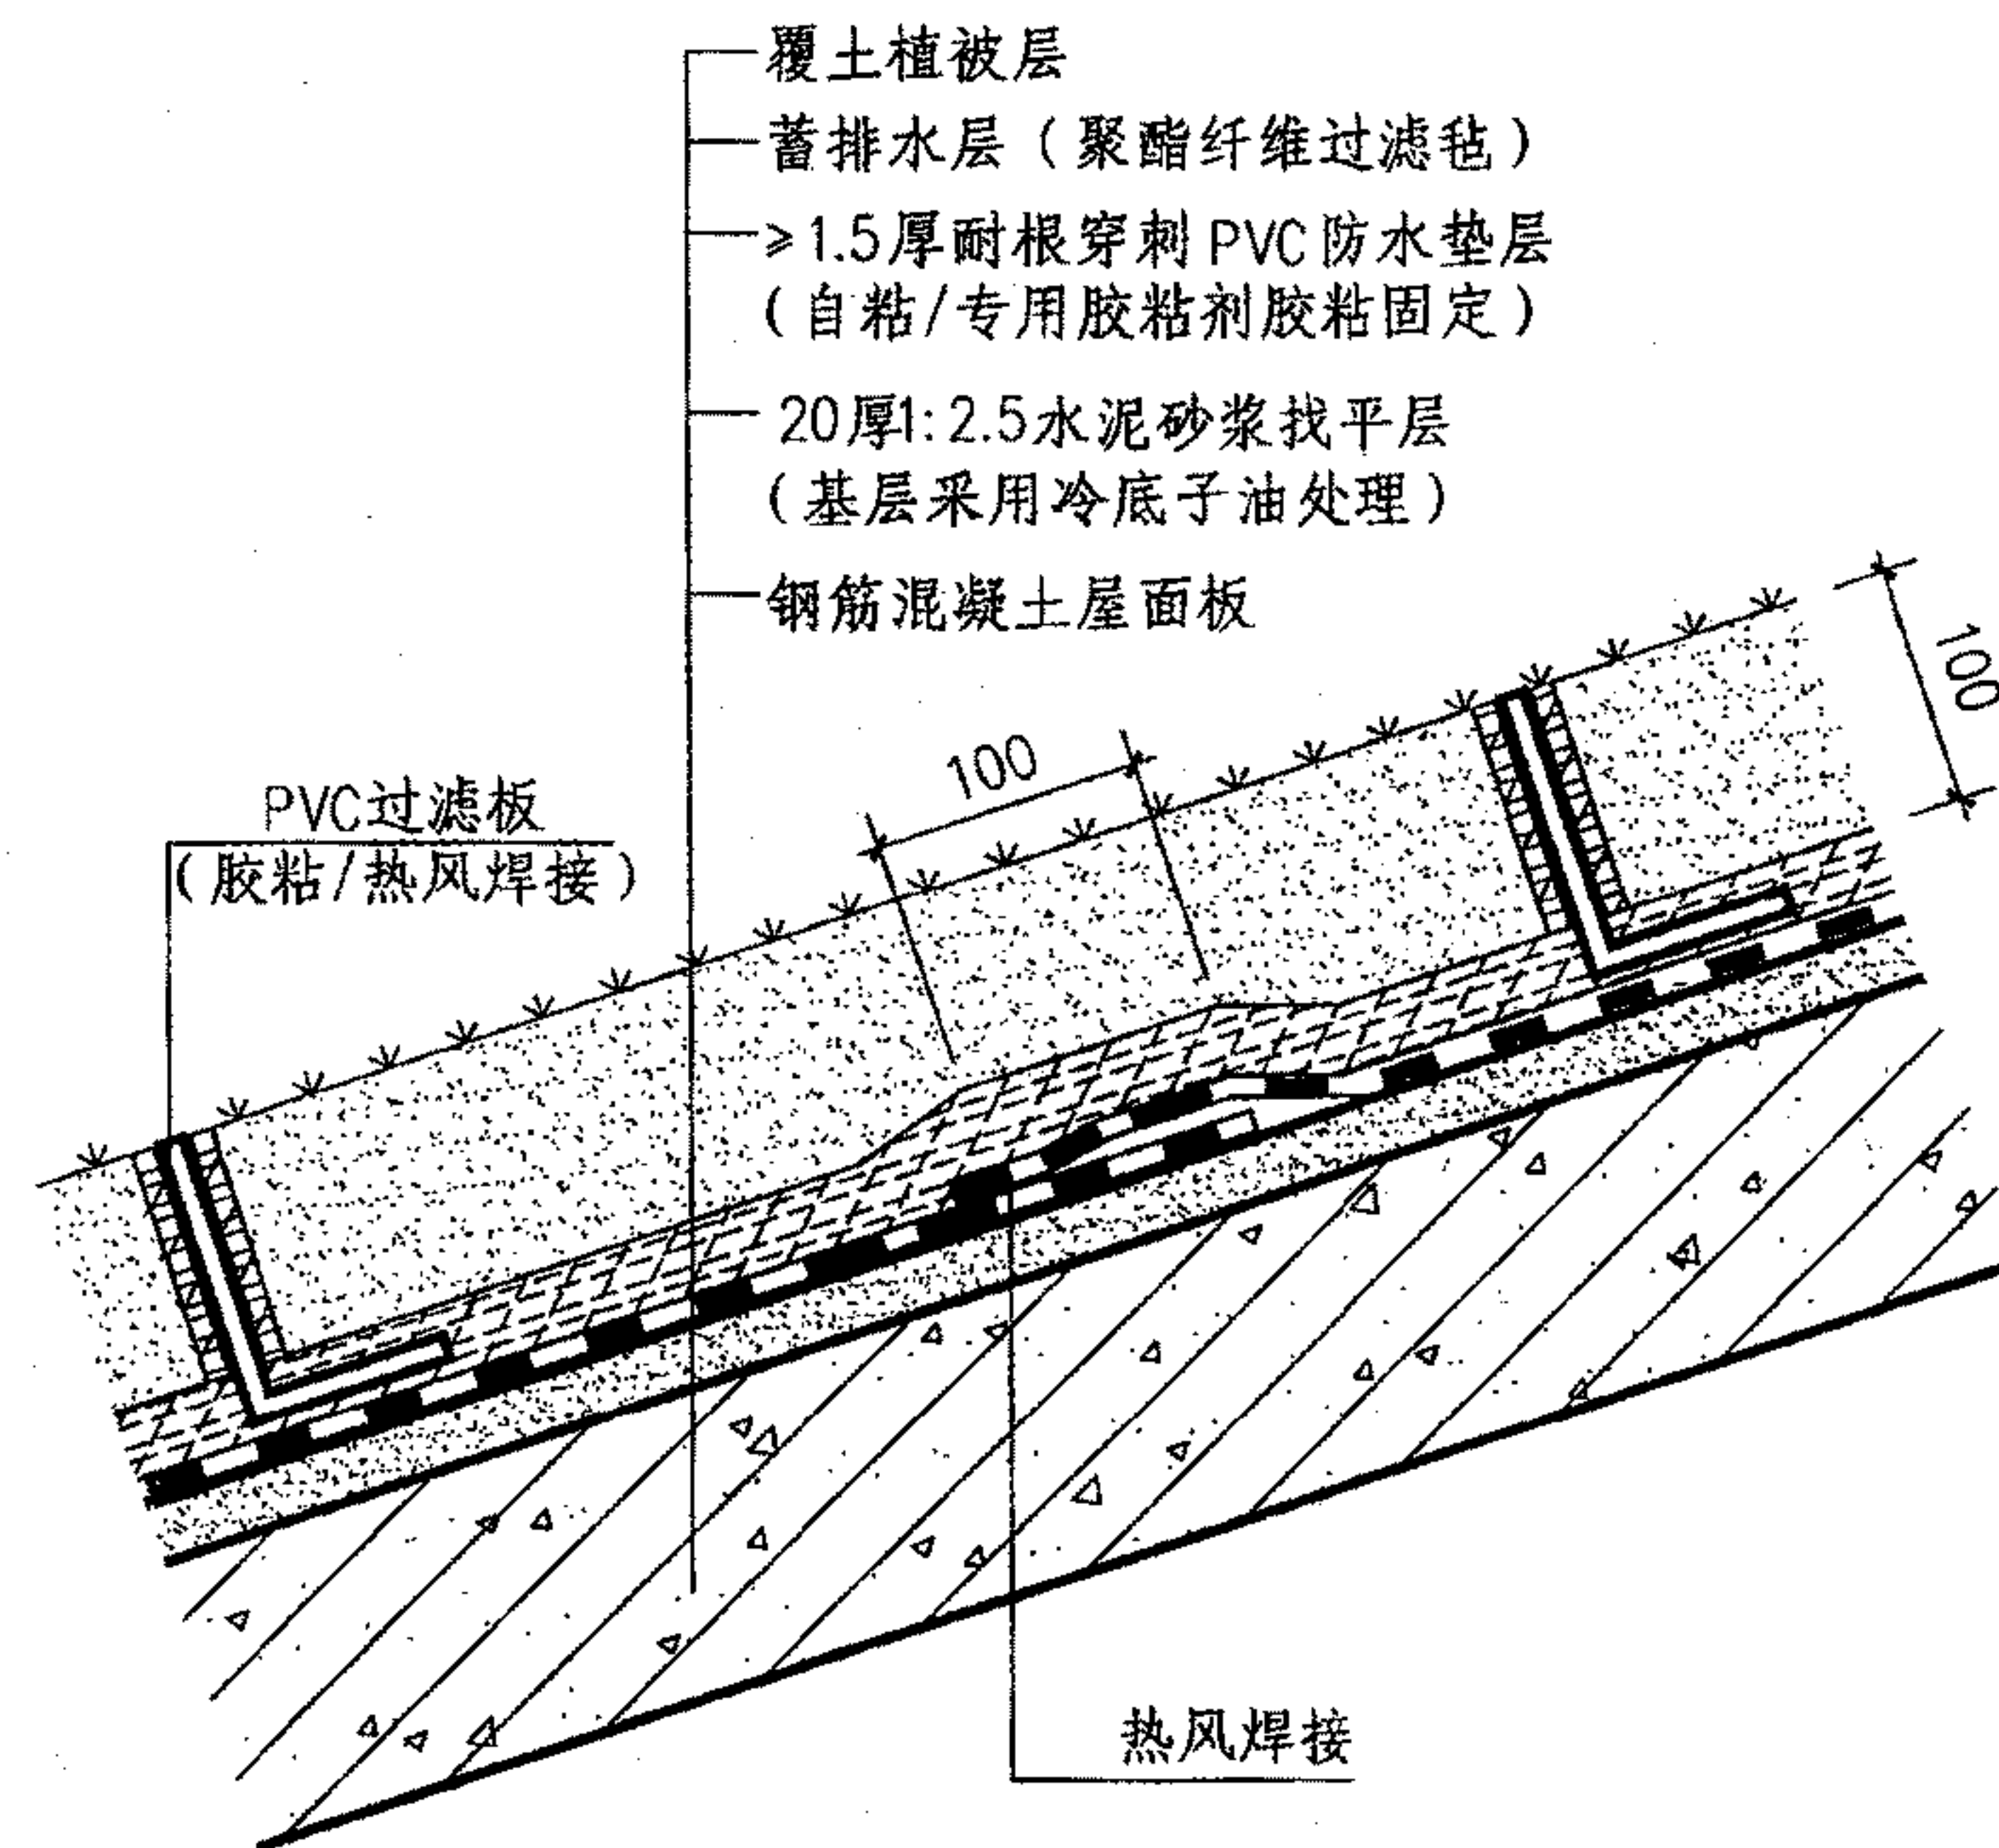 覆土植被层
蓄排水层（聚酯纤维过滤毡）
≥1.5厚耐根穿刺PVC防水垫层
（自粘/专用胶粘剂胶粘固定）
20厚1:2.5水泥砂浆找平层
（基层采用冷底子油处理）
钢筋混凝土屋面板
100
100
PVC过滤板
（胶粘/热风焊接）
热风焊接